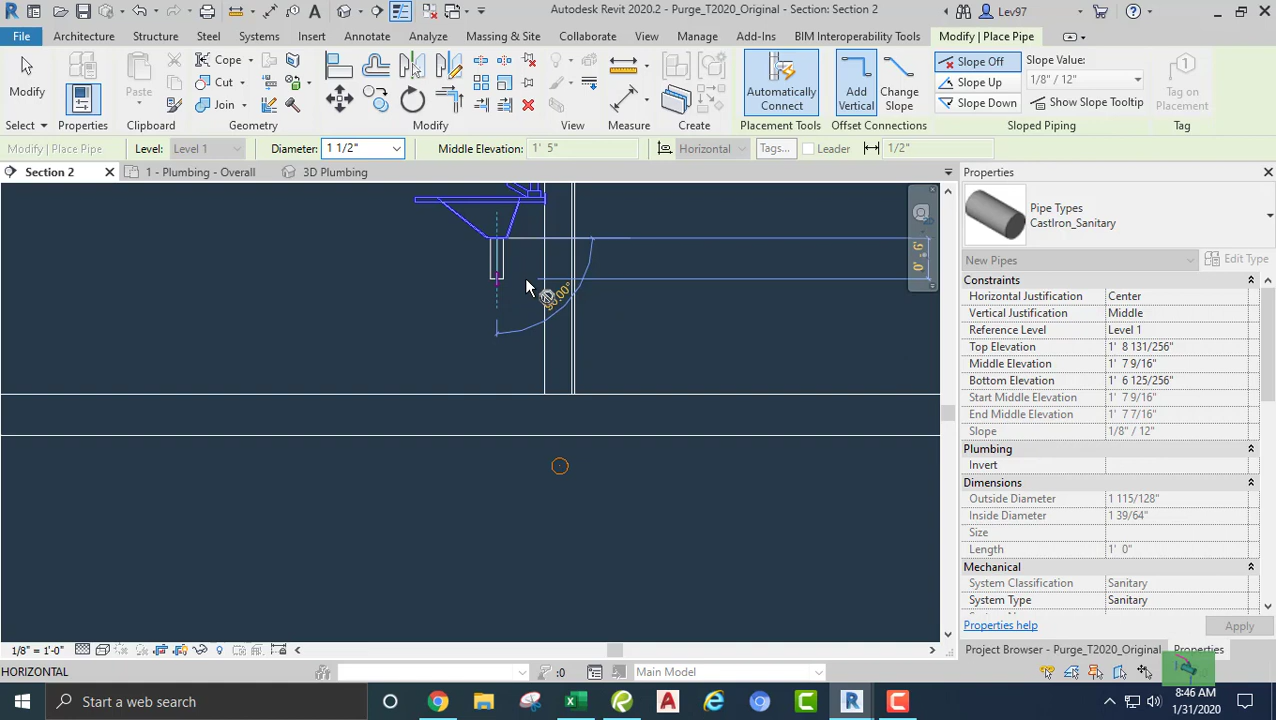 Autodesk Revit 2020.2 - Purge_T2020_Original - Section: Section 2
Lev97
File Architecture Structure Steel Systems Insert Annotate Analyze Massing & Site Collaborate View Manage Add-Ins BIM Interoperability Tools Modify | Place Pipe
Modify
Paste
Cope
Cut
Join
Automatically Connect
Add Vertical
Change Slope
Slope Off
Slope Up
Slope Down
Slope Value:
1/8" / 12"
Show Slope Tooltip
Tag on Placement
Select Properties Clipboard Geometry Modify View Measure Create Placement Tools Offset Connections Sloped Piping Tag
Modify | Place Pipe Level: Level 1 Diameter: 1 1/2" Middle Elevation: 1' 5" Horizontal Tags... Leader 1/2"
Section 2 1 - Plumbing - Overall 3D Plumbing
Properties
Pipe Types
CastIron_Sanitary
New Pipes Edit Type
Constraints
Horizontal Justification Center
Vertical Justification Middle
Reference Level Level 1
Top Elevation 1' 8 131/256"
Middle Elevation 1' 7 9/16"
Bottom Elevation 1' 6 125/256"
Start Middle Elevation 1' 7 9/16"
End Middle Elevation 1' 7 7/16"
Slope 1/8" / 12"
Plumbing
Invert
Dimensions
Outside Diameter 1 115/128"
Inside Diameter 1 39/64"
Size
Length 1' 0"
Mechanical
System Classification Sanitary
System Type Sanitary
Properties help Apply
Project Browser - Purge_T2020_Original Properties
1/8" = 1'-0"
HORIZONTAL
:0
Main Model
Start a web search
8:46 AM
1/31/2020